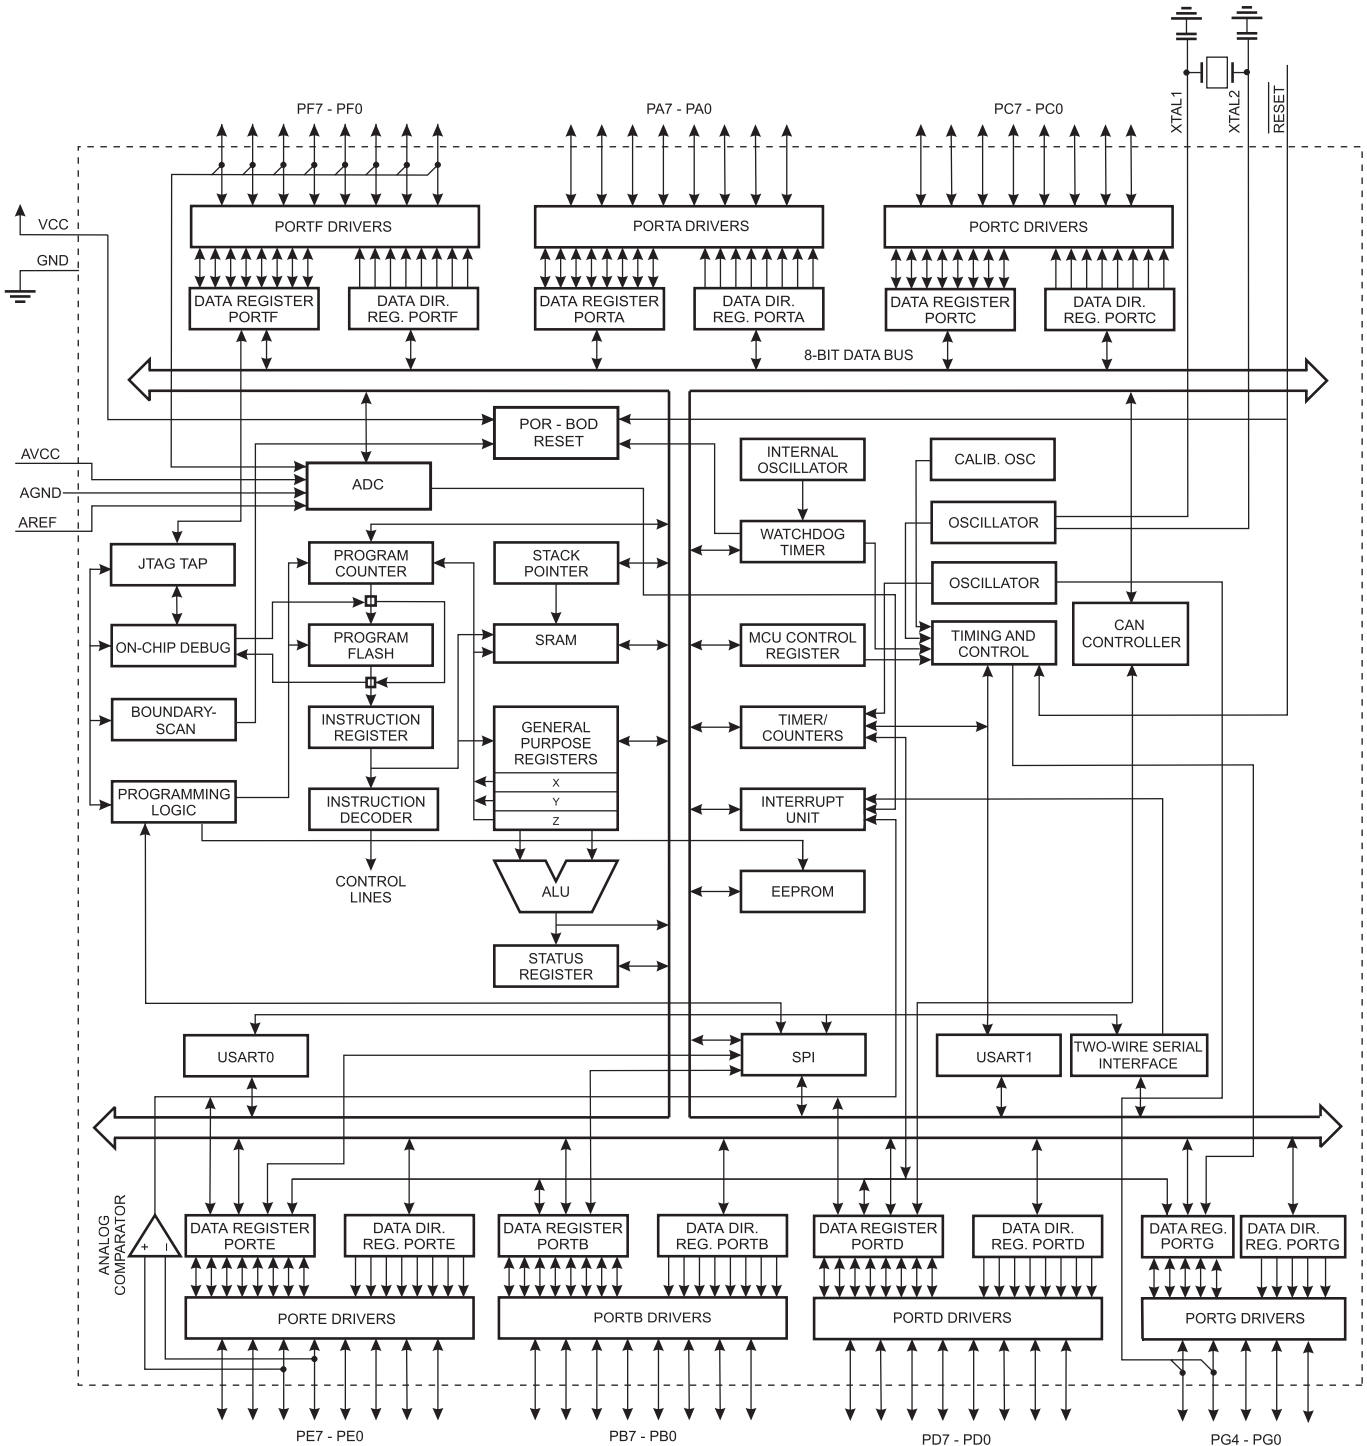 XTAL1
XTAL2
RESET
PF7 - PF0
PA7 - PA0
PC7 - PC0
VCC
GND
PORTF DRIVERS
PORTA DRIVERS
PORTC DRIVERS
DATA REGISTER
PORTF
DATA DIR.
REG. PORTF
DATA REGISTER
PORTA
DATA DIR.
REG. PORTA
DATA REGISTER
PORTC
DATA DIR.
REG. PORTC
8-BIT DATA BUS
POR - BOD
RESET
AVCC
AGND
AREF
ADC
INTERNAL
OSCILLATOR
CALIB. OSC
OSCILLATOR
WATCHDOG
TIMER
JTAG TAP
PROGRAM
COUNTER
STACK
POINTER
OSCILLATOR
ON-CHIP DEBUG
PROGRAM
FLASH
SRAM
MCU CONTROL
REGISTER
TIMING AND
CONTROL
CAN
CONTROLLER
BOUNDARY-
SCAN
INSTRUCTION
REGISTER
GENERAL
PURPOSE
REGISTERS
X
Y
Z
TIMER/
COUNTERS
PROGRAMMING
LOGIC
INSTRUCTION
DECODER
INTERRUPT
UNIT
CONTROL
LINES
ALU
EEPROM
STATUS
REGISTER
USART0
SPI
USART1
TWO-WIRE SERIAL
INTERFACE
ANALOG
COMPARATOR
+
–
DATA REGISTER
PORTE
DATA DIR.
REG. PORTE
DATA REGISTER
PORTB
DATA DIR.
REG. PORTB
DATA REGISTER
PORTD
DATA DIR.
REG. PORTD
DATA REG.
PORTG
DATA DIR.
REG. PORTG
PORTE DRIVERS
PORTB DRIVERS
PORTD DRIVERS
PORTG DRIVERS
PE7 - PE0
PB7 - PB0
PD7 - PD0
PG4 - PG0